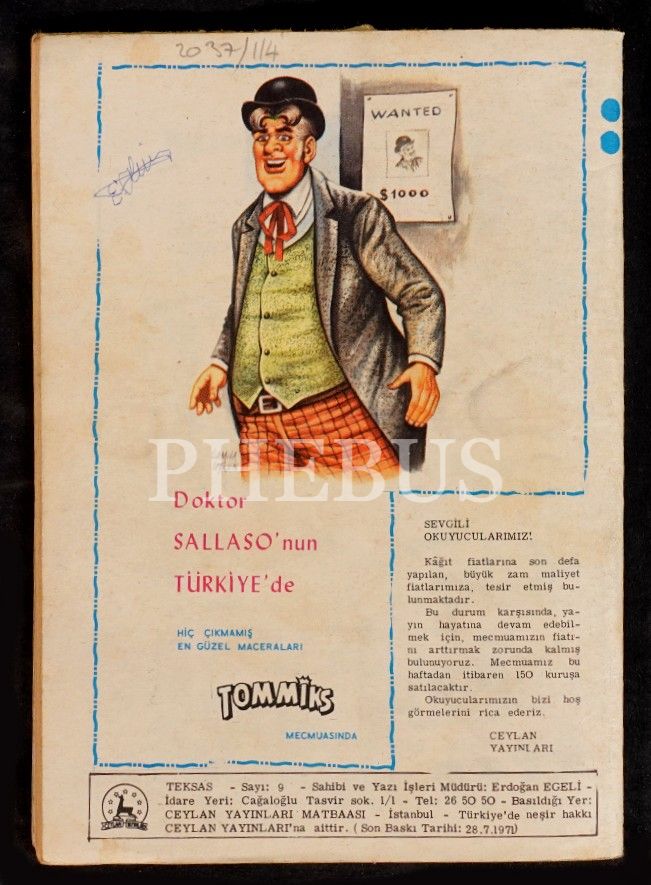 2037/114
WANTED
$1000
PHEBUS
Doktor
SALLASO'nun
TÜRKİYE'de
HİÇ ÇIKMAMIŞ
EN GÜZEL MACERALARI
TOMMİKS
MECMUASINDA
SEVGİLİ
OKUYUCULARIMIZ!
Kâğıt fiatlarına son defa
yapılan, büyük zam maliyet
fiatlarımıza, tesir etmiş bu-
lunmaktadır.
Bu durum karşısında, ya-
yın hayatına devam edebil-
mek için, mecmuamızın fiatı-
nı arttırmak zorunda kalmış
bulunuyoruz. Mecmuamız bu
haftadan itibaren 150 kuruşa
satılacaktır.
Okuyucularımızın bizi hoş
görmelerini rica ederiz.
CEYLAN
YAYINLARI
TEKSAS - Sayı: 9 - Sahibi ve Yazı İşleri Müdürü: Erdoğan EGELİ -
İdare Yeri: Cağaloğlu Tasvir sok. 1/1 - Tel: 26 50 50 - Basıldığı Yer:
CEYLAN YAYINLARI MATBAASI - İstanbul - Türkiye'de neşir hakkı
CEYLAN YAYINLARI'na aittir. ( Son Baskı Tarihi: 28.7.1971)